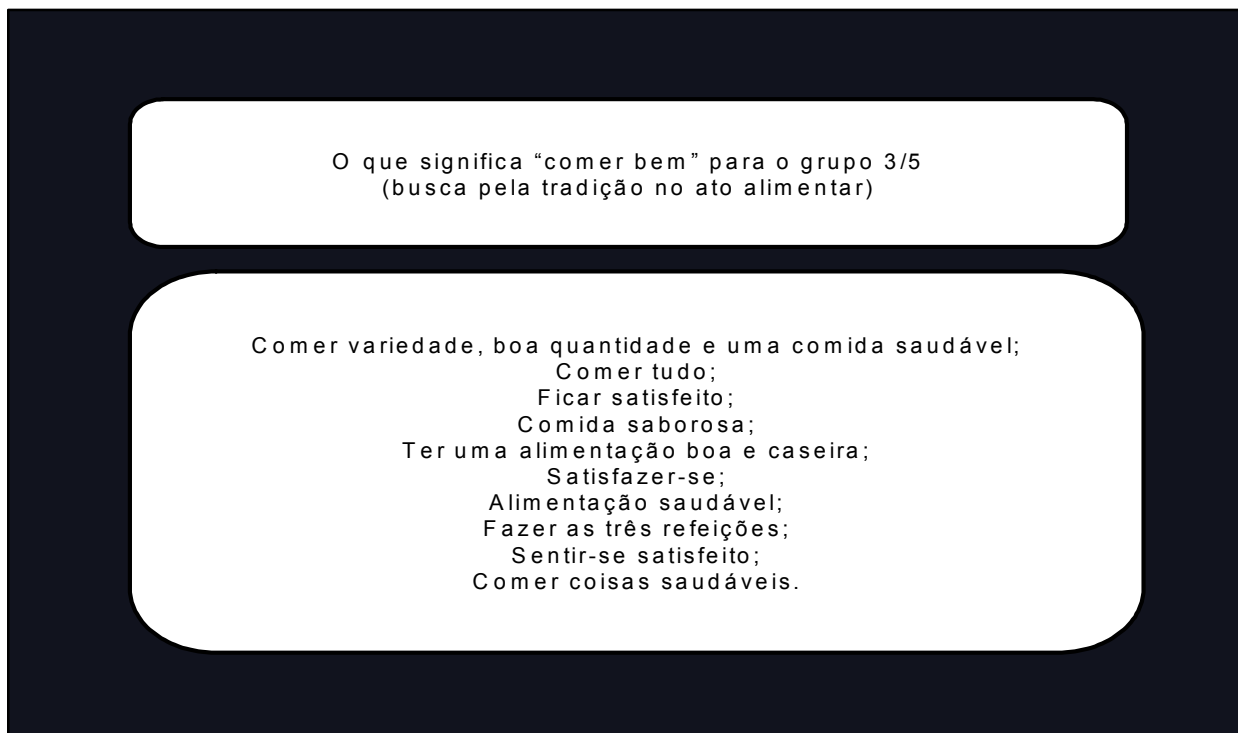 O que significa “comer bem” para o grupo 3/5
(busca pela tradição no ato alimentar)
Comer variedade, boa quantidade e uma comida saudável;
Comer tudo;
Ficar satisfeito;
Comida saborosa;
Ter uma alimentação boa e caseira;
Satisfazer-se;
Alimentação saudável;
Fazer as três refeições;
Sentir-se satisfeito;
Comer coisas saudáveis.